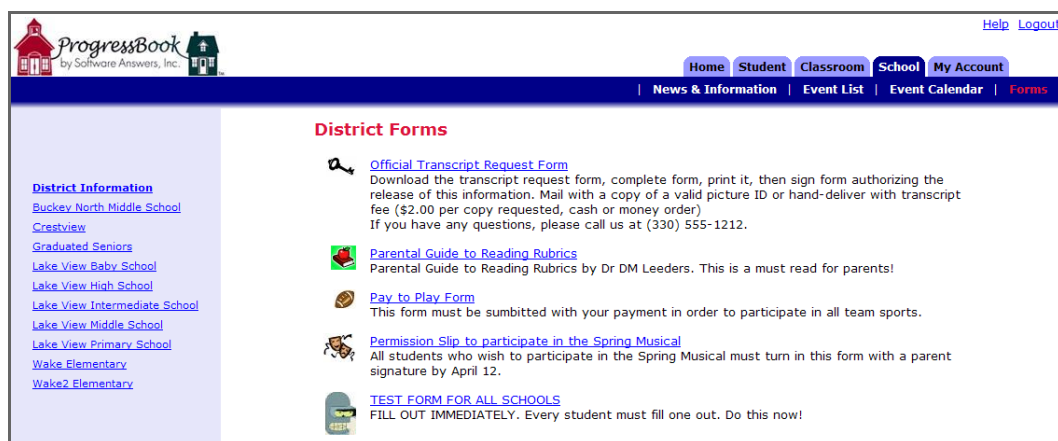 Help Logout
ProgressBook
by Software Answers, Inc.
Home Student Classroom School My Account
| News & Information | Event List | Event Calendar | Forms
District Forms
District Information
Buckey North Middle School
Crestview
Graduated Seniors
Lake View Baby School
Lake View High School
Lake View Intermediate School
Lake View Middle School
Lake View Primary School
Wake Elementary
Wake2 Elementary
Official Transcript Request Form
Download the transcript request form, complete form, print it, then sign form authorizing the
release of this information. Mail with a copy of a valid picture ID or hand-deliver with transcript
fee ($2.00 per copy requested, cash or money order)
If you have any questions, please call us at (330) 555-1212.
Parental Guide to Reading Rubrics
Parental Guide to Reading Rubrics by Dr DM Leeders. This is a must read for parents!
Pay to Play Form
This form must be sumbitted with your payment in order to participate in all team sports.
Permission Slip to participate in the Spring Musical
All students who wish to participate in the Spring Musical must turn in this form with a parent
signature by April 12.
TEST FORM FOR ALL SCHOOLS
FILL OUT IMMEDIATELY. Every student must fill one out. Do this now!